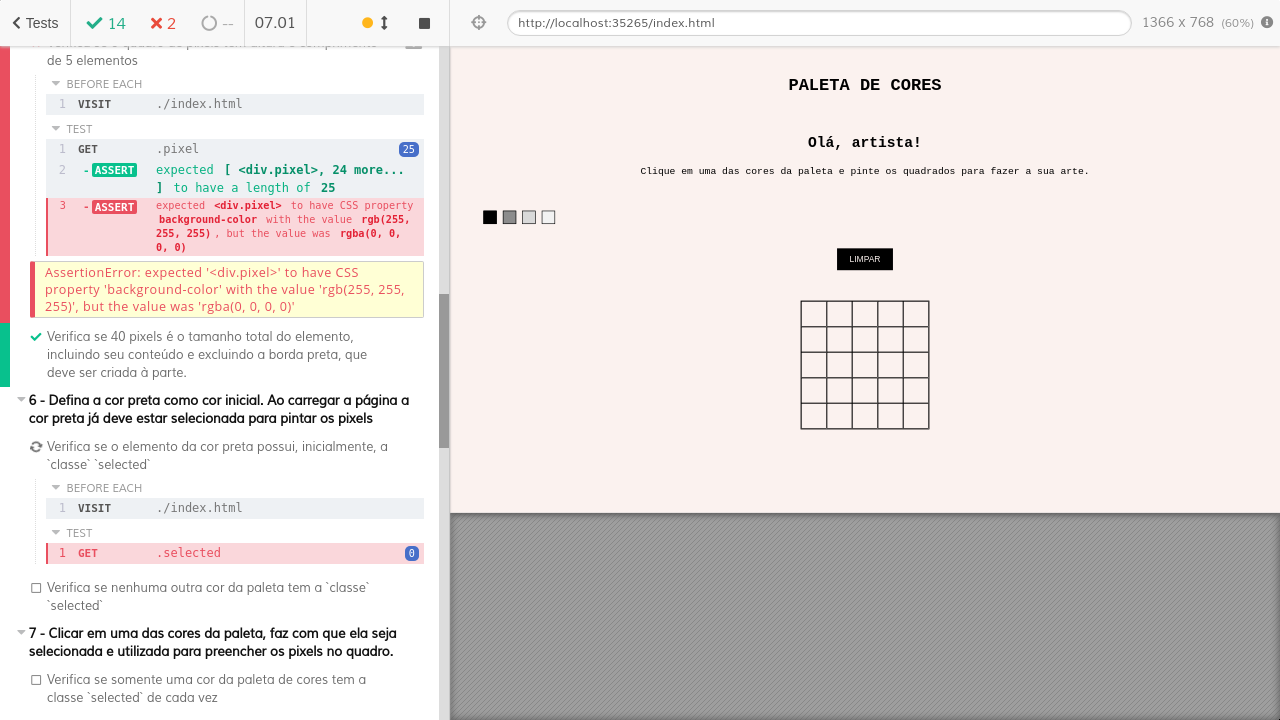 Tests
14
2
--
07.01
Verifica se o quadro de pixels tem altura e comprimento
de 5 elementos
BEFORE EACH
1 VISIT ./index.html
TEST
1 GET .pixel 25
2 -ASSERT expected [ <div.pixel>, 24 more...
] to have a length of 25
3 -ASSERT expected <div.pixel> to have CSS property
background-color with the value rgb(255,
255, 255) , but the value was rgba(0, 0,
0, 0)
AssertionError: expected '<div.pixel>' to have CSS
property 'background-color' with the value 'rgb(255, 255,
255)', but the value was 'rgba(0, 0, 0, 0)'
Verifica se 40 pixels é o tamanho total do elemento,
incluindo seu conteúdo e excluindo a borda preta, que
deve ser criada à parte.
6 - Defina a cor preta como cor inicial. Ao carregar a página a
cor preta já deve estar selecionada para pintar os pixels
Verifica se o elemento da cor preta possui, inicialmente, a
`classe` `selected`
BEFORE EACH
1 VISIT ./index.html
TEST
1 GET .selected 0
Verifica se nenhuma outra cor da paleta tem a `classe`
`selected`
7 - Clicar em uma das cores da paleta, faz com que ela seja
selecionada e utilizada para preencher os pixels no quadro.
Verifica se somente uma cor da paleta de cores tem a
classe `selected` de cada vez
http://localhost:35265/index.html
1366 x 768 (60%)
PALETA DE CORES
Olá, artista!
Clique em uma das cores da paleta e pinte os quadrados para fazer a sua arte.
LIMPAR